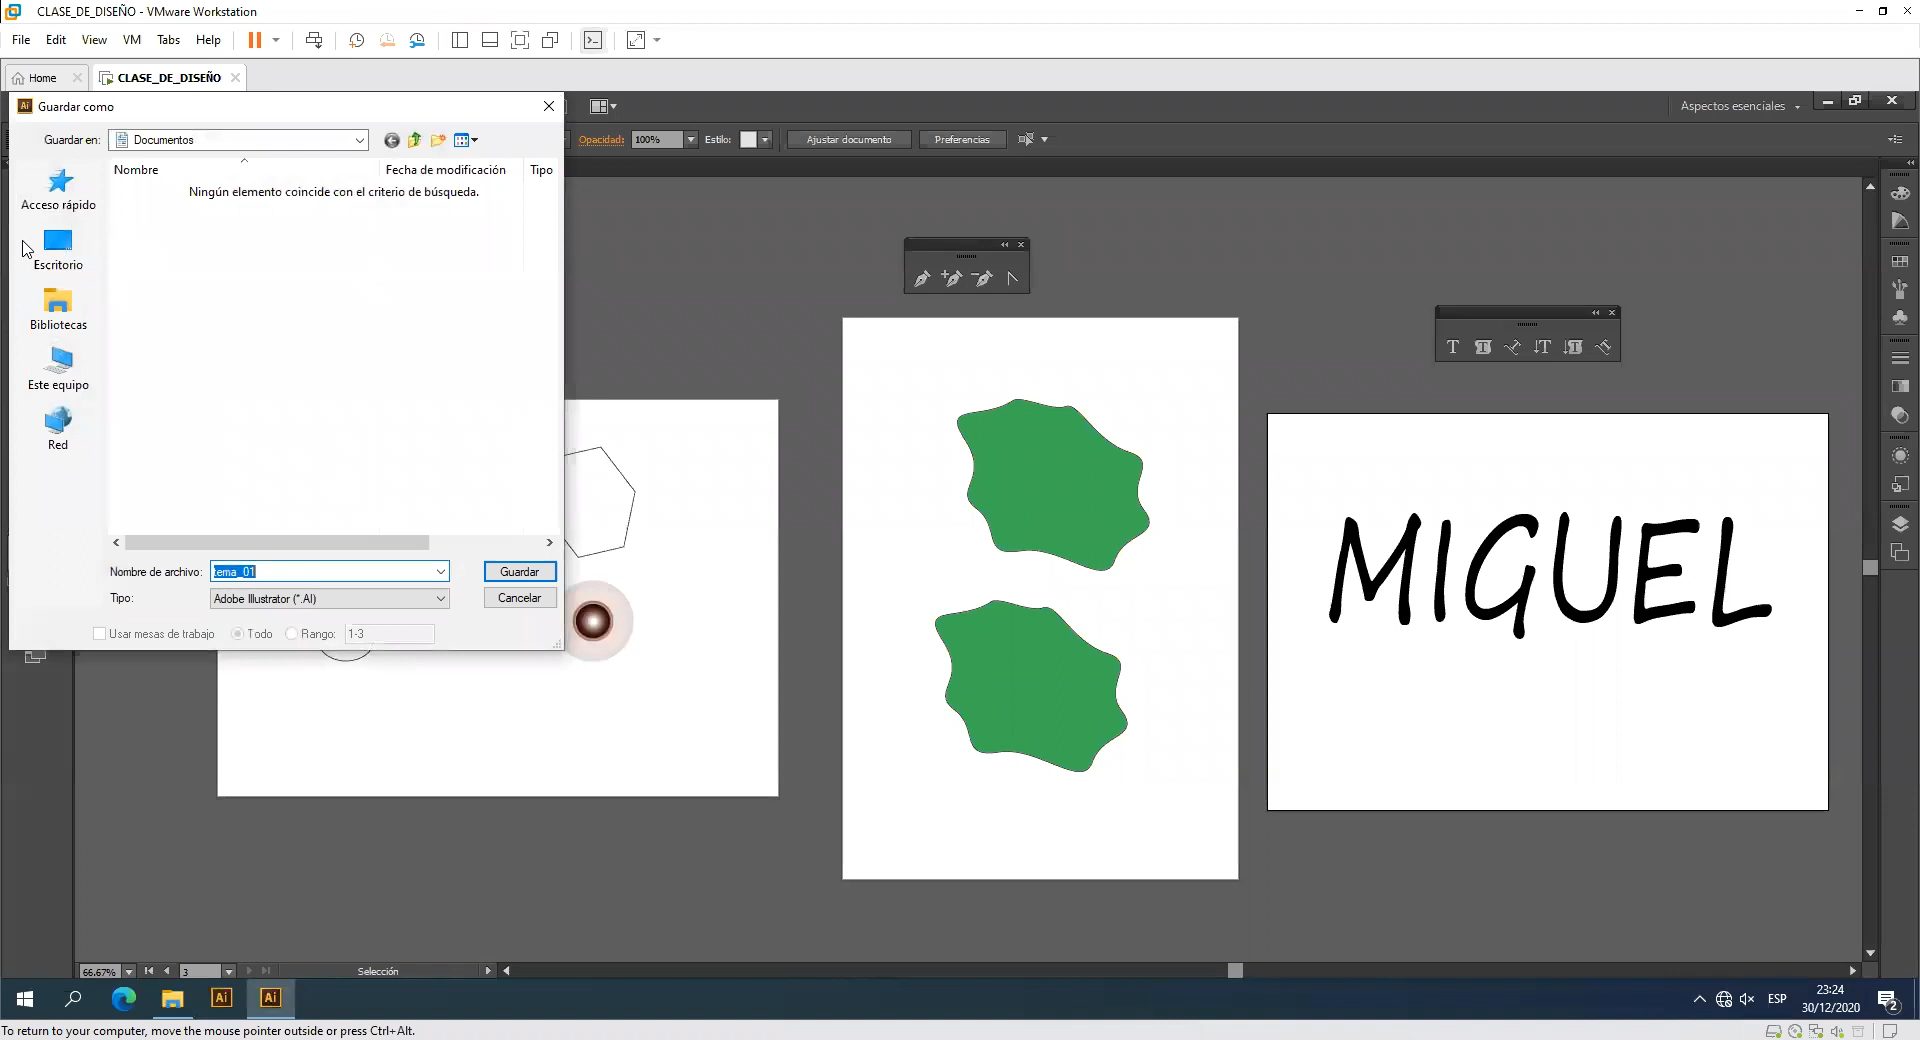 CLASE_DE_DISEÑO - VMware Workstation
File Edit View VM Tabs Help
Home CLASE_DE_DISEÑO
Ai Guardar como
Aspectos esenciales
Guardar en: Documentos
Opacidad: 100% Estilo: Ajustar documento Preferencias
Nombre Fecha de modificación Tipo
Ningún elemento coincide con el criterio de búsqueda.
Acceso rápido
Escritorio
Bibliotecas
Este equipo
Red
T T T T T T
MIGUEL
Nombre de archivo: tema_01 Guardar
Tipo: Adobe Illustrator (*.AI) Cancelar
Usar mesas de trabajo Todo Rango: 1-3
66.67% 3 Selección
Ai Ai ESP 23:24
30/12/2020
2
To return to your computer, move the mouse pointer outside or press Ctrl+Alt.